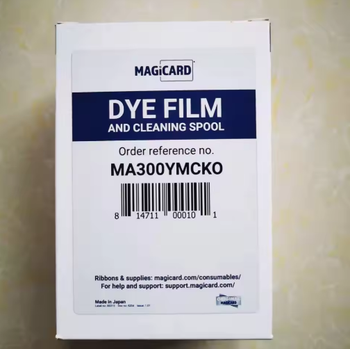 MAGiCARD
DYE FILM
AND CLEANING SPOOL
Order reference no.
MA300YMCKO
8 14711 00010 1
Ribbons & supplies: magicard.com/consumables/
For help and support: support.magicard.com/
Made in Japan